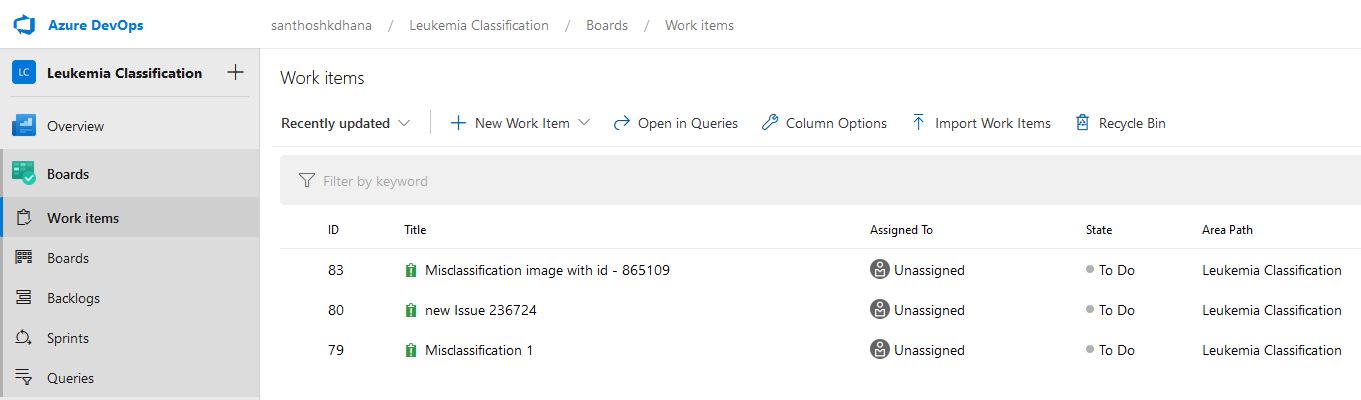 Azure DevOps santhoshkdhana / Leukemia Classification / Boards / Work items
LC Leukemia Classification
Work items
Overview
Recently updated New Work Item Open in Queries Column Options Import Work Items Recycle Bin
Boards
Filter by keyword
Work items
ID Title Assigned To State Area Path
Boards
83 Misclassification image with id - 865109 Unassigned To Do Leukemia Classification
Backlogs
80 new Issue 236724 Unassigned To Do Leukemia Classification
Sprints
79 Misclassification 1 Unassigned To Do Leukemia Classification
Queries